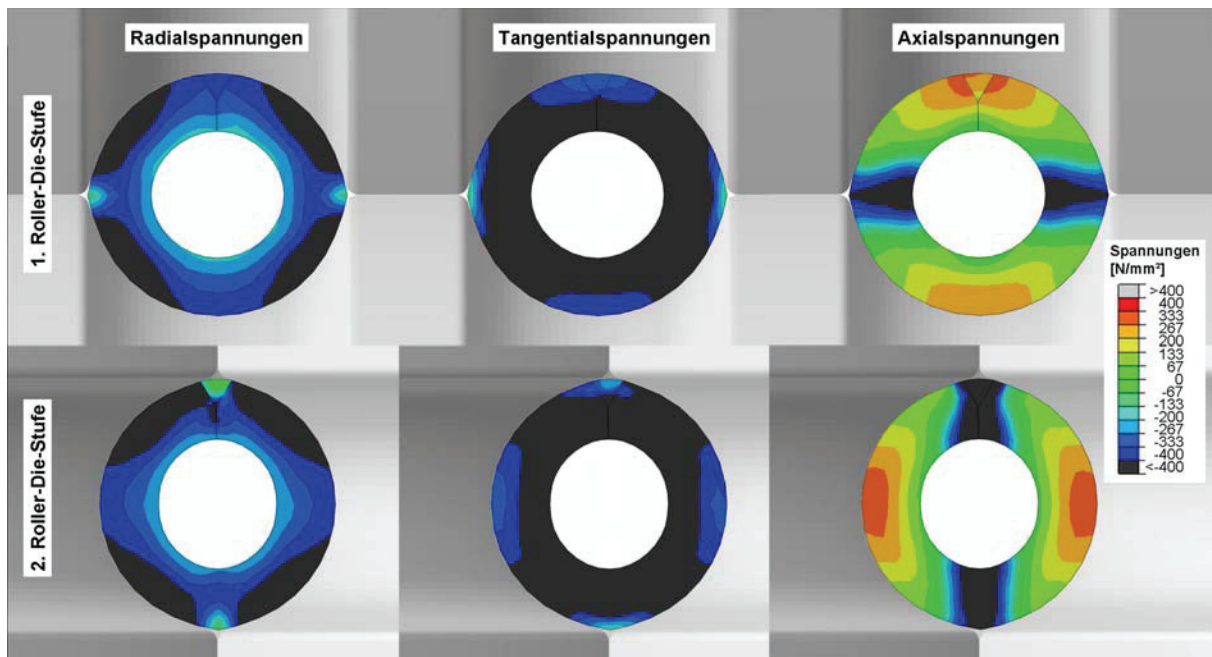 Radialspannungen
Tangentialspannungen
Axialspannungen
1. Roller-Die-Stufe
Spannungen
[N/mm²]
>400
400
333
267
200
133
67
0
-67
-133
-200
-267
-333
-400
<-400
2. Roller-Die-Stufe